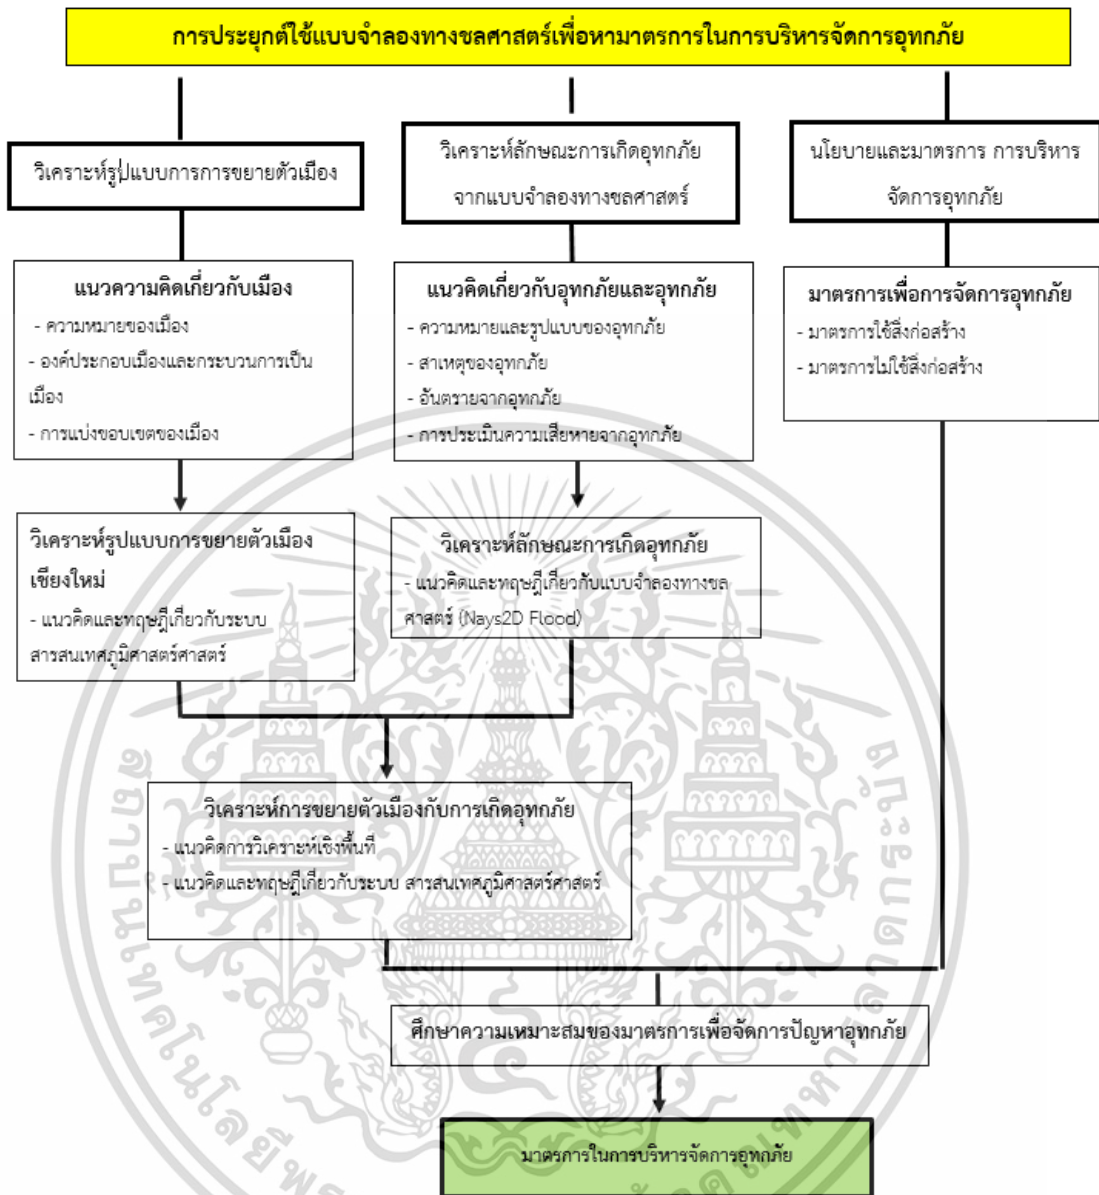 การประยุกต์ใช้แบบจำลองทางชลศาสตร์เพื่อหามาตรการในการบริหารจัดการอุทกภัย
วิเคราะห์รูปแบบการการขยายตัวเมือง
วิเคราะห์ลักษณะการเกิดอุทกภัย
จากแบบจำลองทางชลศาสตร์
นโยบายและมาตรการ การบริหาร
จัดการอุทกภัย
แนวความคิดเกี่ยวกับเมือง
- ความหมายของเมือง
- องค์ประกอบเมืองและกระบวนการเป็น
เมือง
- การแบ่งขอบเขตของเมือง
แนวคิดเกี่ยวกับอุทกภัยและอุทกภัย
- ความหมายและรูปแบบของอุทกภัย
- สาเหตุของอุทกภัย
- อันตรายจากอุทกภัย
- การประเมินความเสียหายจากอุทกภัย
มาตรการเพื่อการจัดการอุทกภัย
- มาตรการใช้สิ่งก่อสร้าง
- มาตรการไม่ใช้สิ่งก่อสร้าง
วิเคราะห์รูปแบบการขยายตัวเมือง
เชียงใหม่
- แนวคิดและทฤษฎีเกี่ยวกับระบบ
สารสนเทศภูมิศาสตร์ศาสตร์
วิเคราะห์ลักษณะการเกิดอุทกภัย
- แนวคิดและทฤษฎีเกี่ยวกับแบบจำลองทางชล
ศาสตร์ (Nays2D Flood)
วิเคราะห์การขยายตัวเมืองกับการเกิดอุทกภัย
- แนวคิดการวิเคราะห์เชิงพื้นที่
- แนวคิดและทฤษฎีเกี่ยวกับระบบ สารสนเทศภูมิศาสตร์ศาสตร์
ศึกษาความเหมาะสมของมาตรการเพื่อจัดการปัญหาอุทกภัย
มาตรการในการบริหารจัดการอุทกภัย